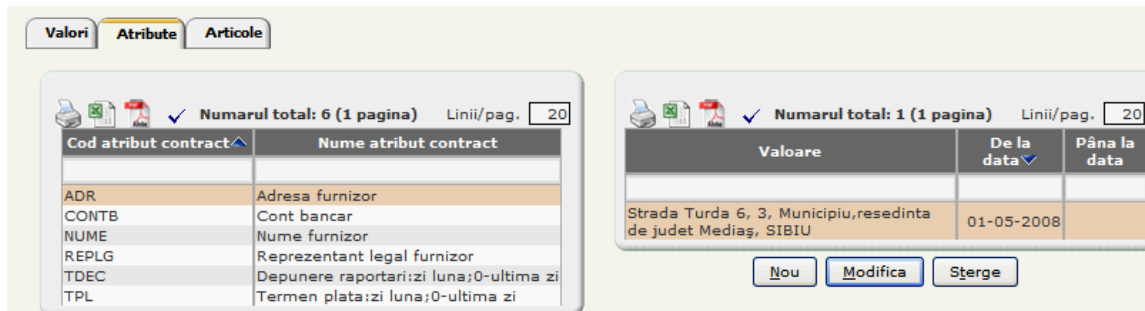 Valori Atribute Articole
Numarul total: 6 (1 pagina) Linii/pag. 20
Cod atribut contract Nume atribut contract
ADR Adresa furnizor
CONTB Cont bancar
NUME Nume furnizor
REPLG Reprezentant legal furnizor
TDEC Depunere raportari:zi luna;0-ultima zi
TPL Termen plata:zi luna;0-ultima zi
Numarul total: 1 (1 pagina) Linii/pag. 20
Valoare De la data Pâna la data
Strada Turda 6, 3, Municipiu,resedinta
de judet Mediaş, SIBIU 01-05-2008
Nou Modifica Sterge